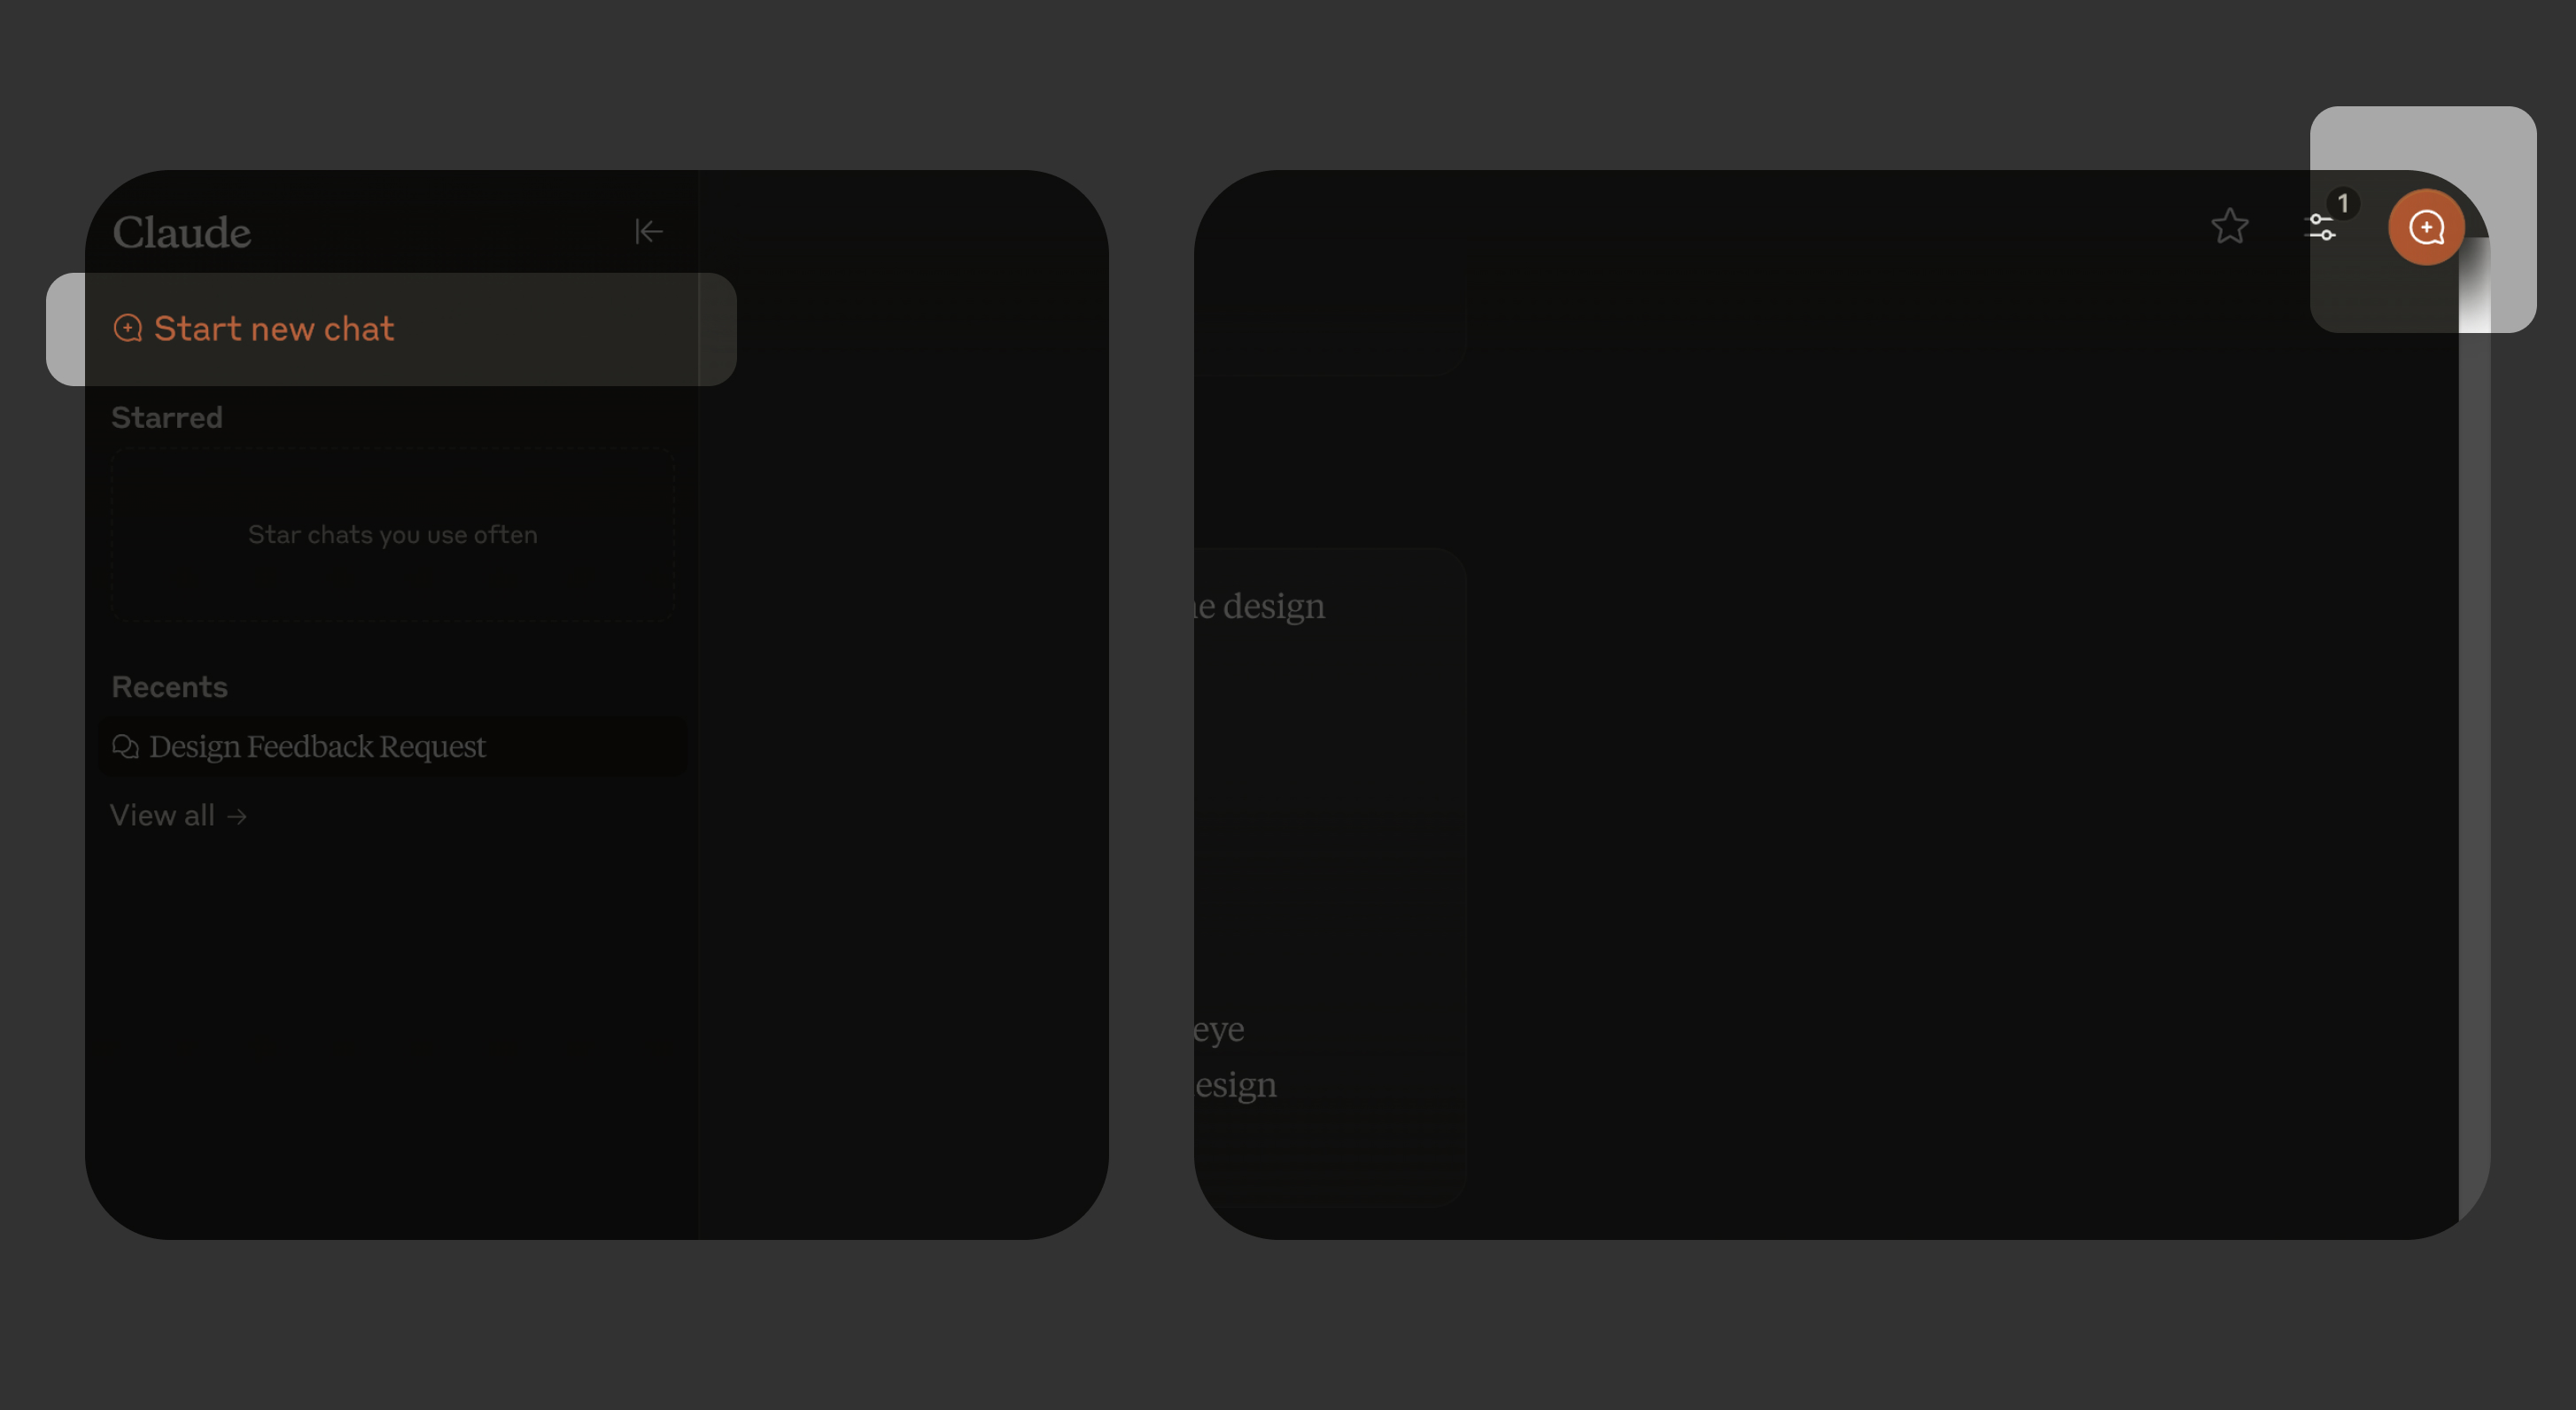 Claude
Start new chat
Starred
Star chats you use often
Recents
Design Feedback Request
View all →
1
design
eye